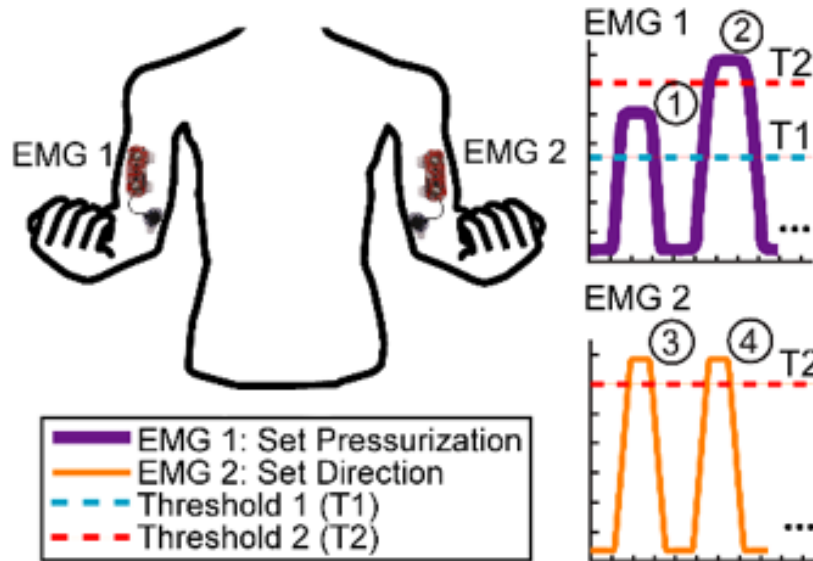 EMG 1
EMG 2
EMG 1
②
T2
①
T1
...
EMG 2
③
④
T2
...
EMG 1: Set Pressurization
EMG 2: Set Direction
Threshold 1 (T1)
Threshold 2 (T2)